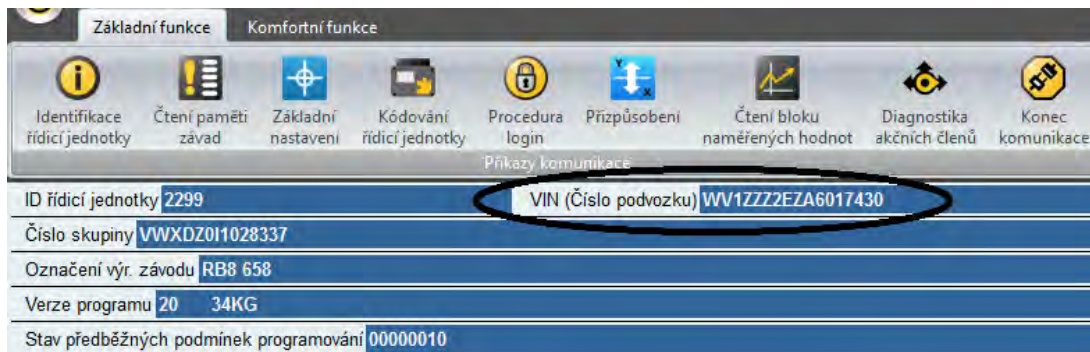 Základní funkce Komfortní funkce
Identifikace řídicí jednotky
Čtení paměti závad
Základní nastavení
Kódování řídicí jednotky
Procedura login
Přizpůsobení
Čtení bloku naměřených hodnot
Diagnostika akčních členů
Konec komunikace
Příkazy komunikace
ID řídicí jednotky 2299 VIN (Číslo podvozku) WV1ZZZ2EZA6017430
Číslo skupiny VWXDZ0I1028337
Označení výr. závodu RB8 658
Verze programu 20 34KG
Stav předběžných podmínek programování 00000010